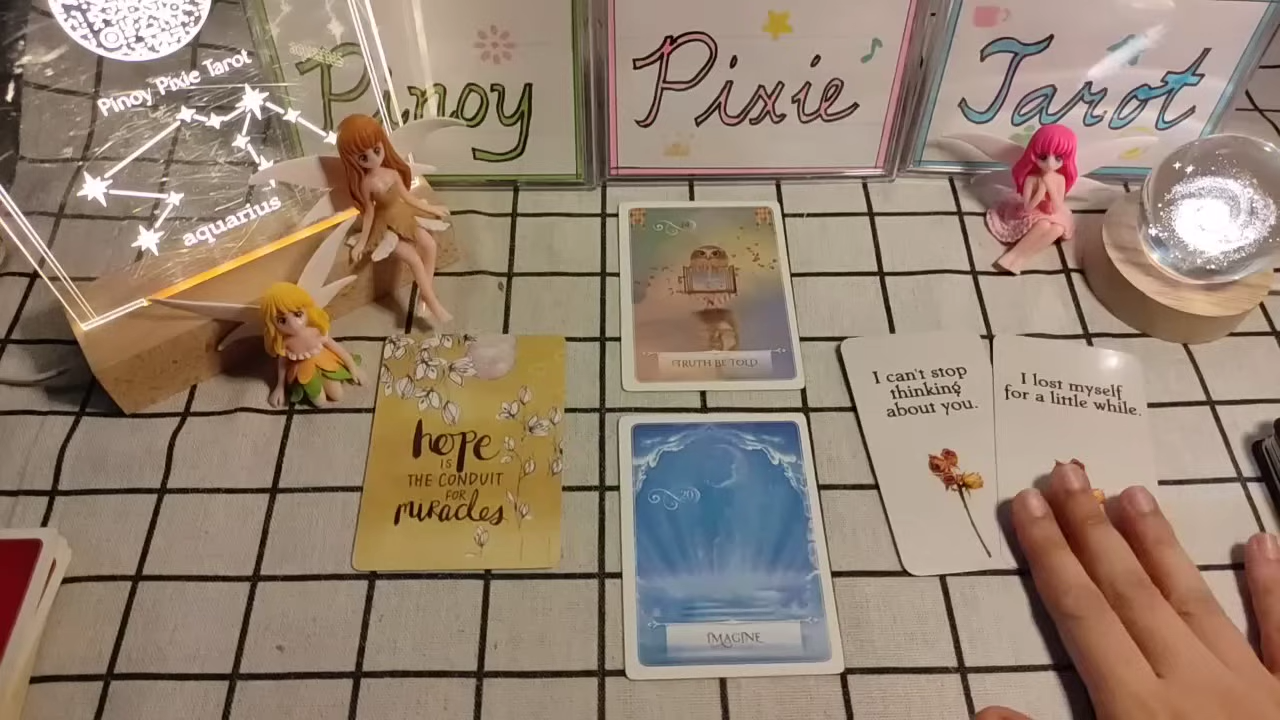 Pinoy Pixie Tarot
aquarius
Pinoy
Pixie
Tarot
TRUTH BE TOLD
hope
IS
THE CONDUIT
FOR
miracles
20
IMAGINE
I can't stop
thinking
about you.
I lost myself
for a little while.